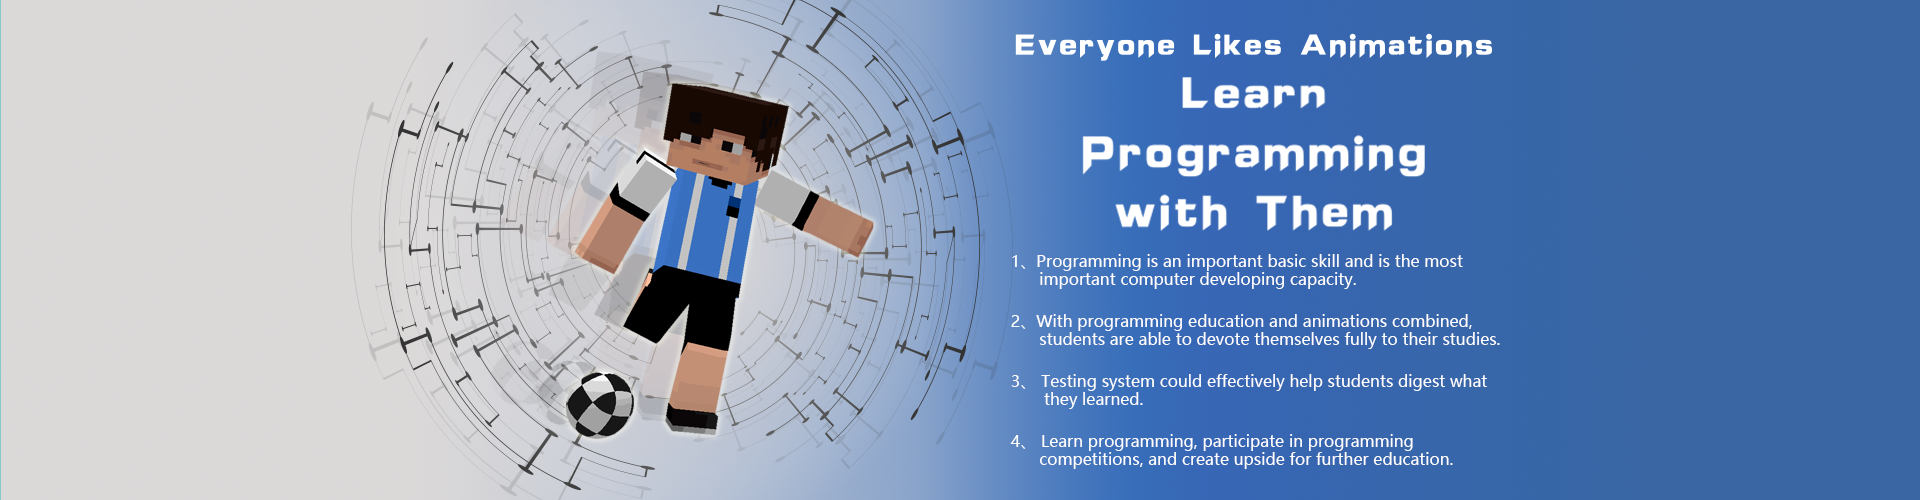 Everyone Likes Animations
Learn
Programming
with Them
1、Programming is an important basic skill and is the most
important computer developing capacity.
2、With programming education and animations combined,
students are able to devote themselves fully to their studies.
3、 Testing system could effectively help students digest what
they learned.
4、 Learn programming, participate in programming
competitions, and create upside for further education.